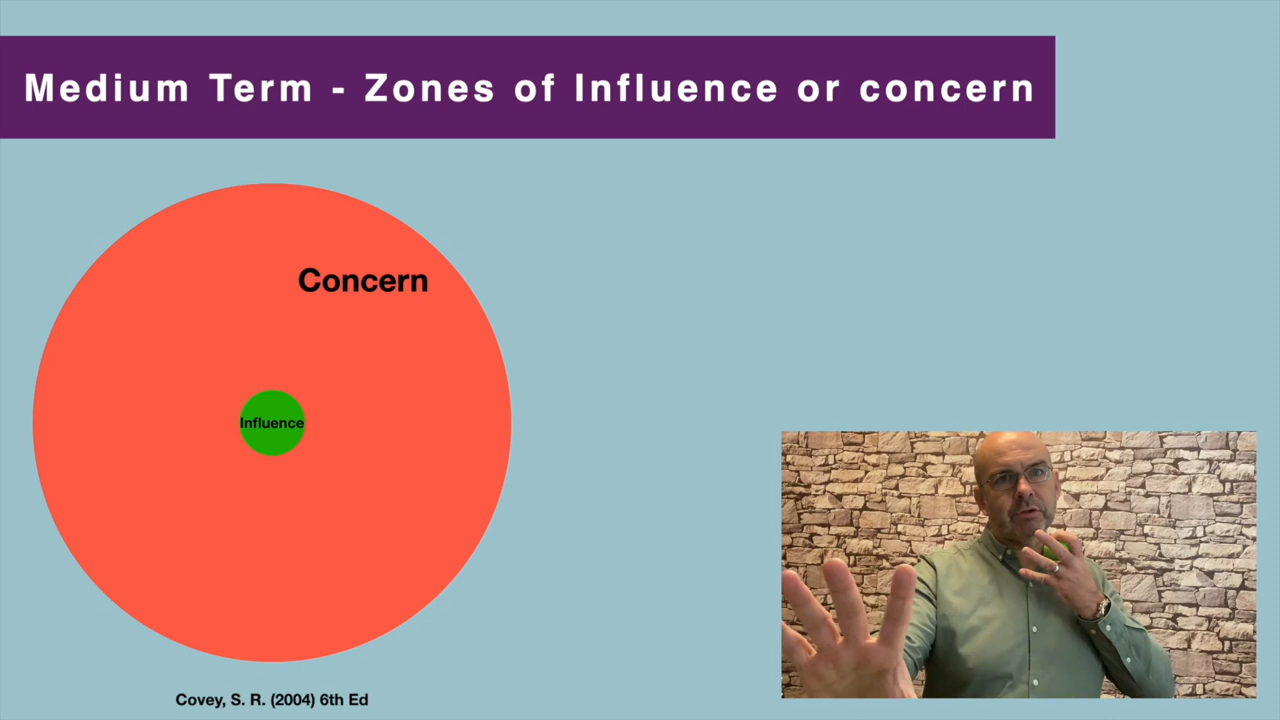 Medium Term - Zones of Influence or concern
Concern
Influence
Covey, S. R. (2004) 6th Ed